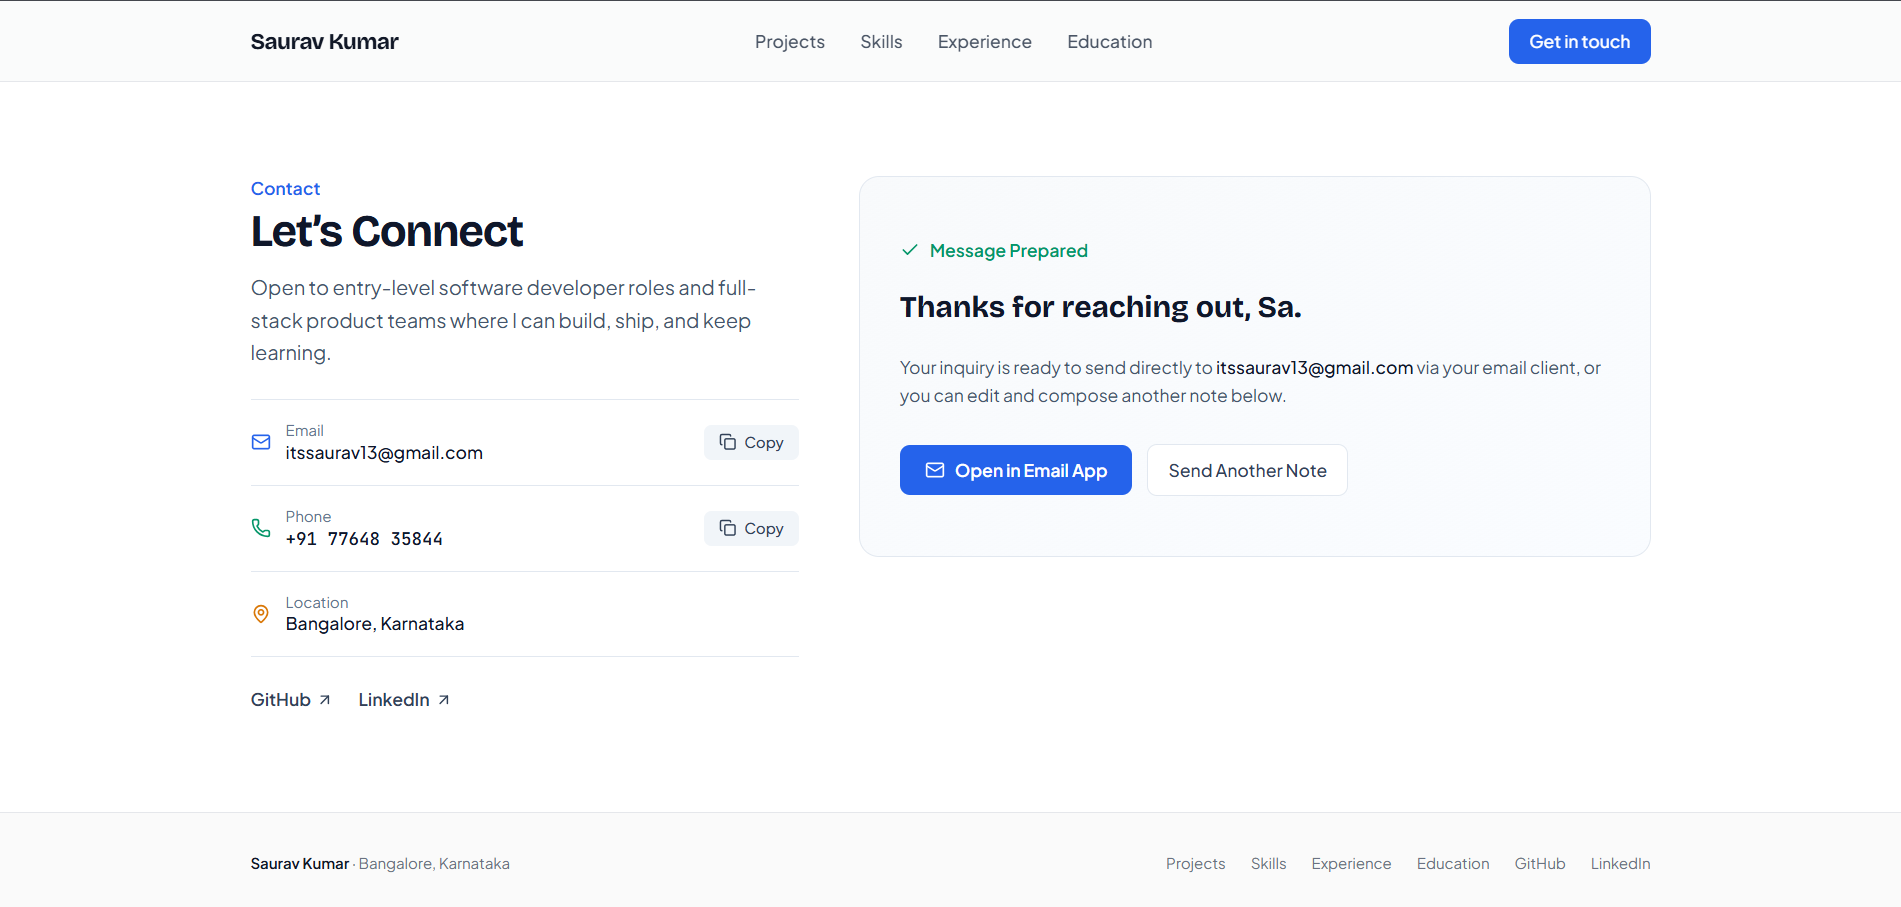 Saurav Kumar
Projects
Skills
Experience
Education
Get in touch
Contact
Let’s Connect
Open to entry-level software developer roles and full-
stack product teams where I can build, ship, and keep
learning.
Email
itssaurav13@gmail.com
Copy
Phone
+91 77648 35844
Copy
Location
Bangalore, Karnataka
GitHub
LinkedIn
Message Prepared
Thanks for reaching out, Sa.
Your inquiry is ready to send directly to itssaurav13@gmail.com via your email client, or
you can edit and compose another note below.
Open in Email App
Send Another Note
Saurav Kumar · Bangalore, Karnataka
Projects
Skills
Experience
Education
GitHub
LinkedIn